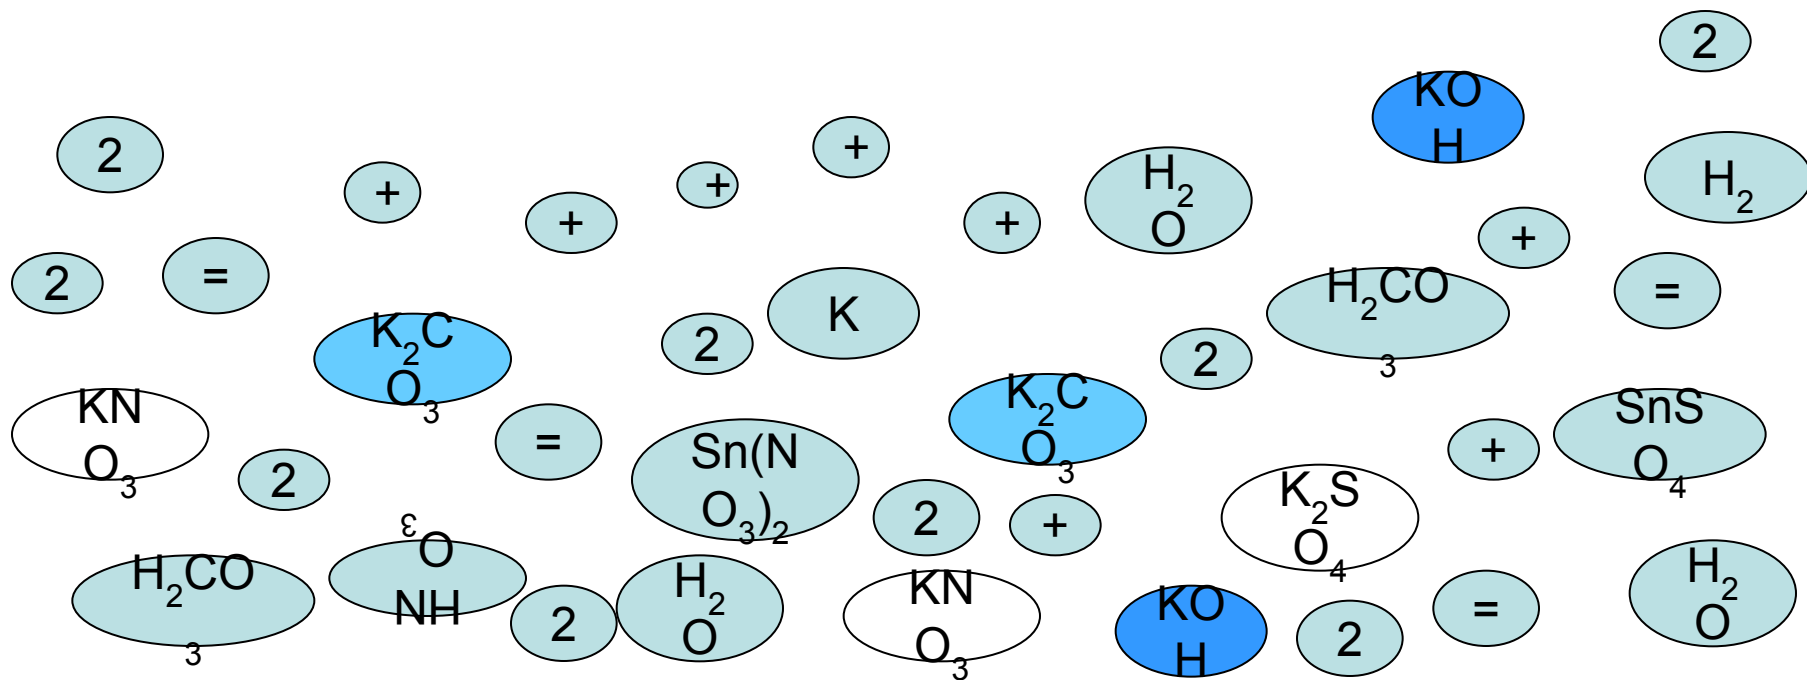 2
KO
H
2
+
+
+
+
H₂
O
H₂
+
+
2
=
K
H₂CO
₃
+
=
K₂C
O₃
2
2
KN
O₃
=
K₂C
O₃
SnS
O₄
2
Sn(N
O₃)₂
2
+
K₂S
O₄
+
H₂CO
₃
O₃
NH
2
H₂
O
KN
O₃
KO
H
2
=
H₂
O